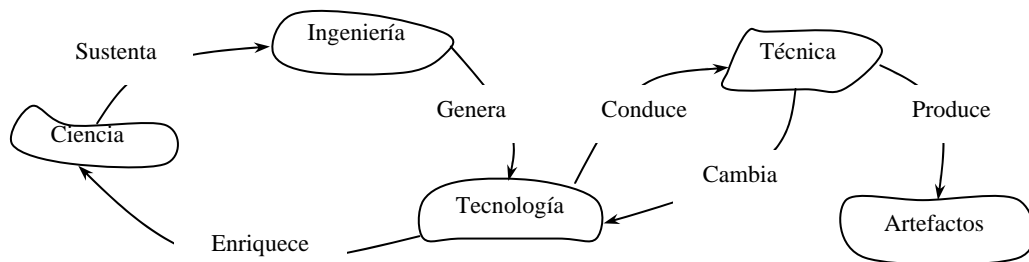 Ingeniería
Técnica
Sustenta
Genera
Conduce
Produce
Ciencia
Cambia
Tecnología
Artefactos
Enriquece